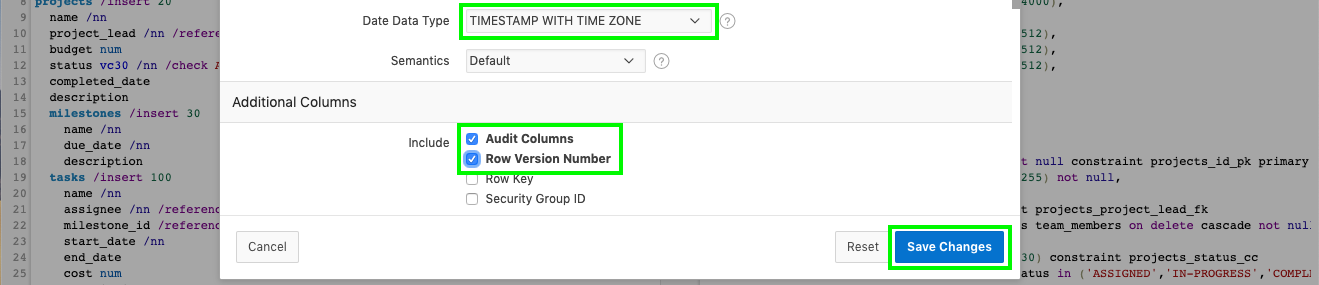 8 projects /insert 20
9 name /nn
10 project_lead /nn /refere
11 budget num
12 status vc30 /nn /check A
13 completed_date
14 description
15 milestones /insert 30
16 name /nn
17 due_date /nn
18 description
19 tasks /insert 100
20 name /nn
21 assignee /nn /referenc
22 milestone_id /referenc
23 start_date /nn
24 end_date
25 cost num
Date Data Type TIMESTAMP WITH TIME ZONE ?
Semantics Default ?
Additional Columns
Include Audit Columns
Row Version Number
Row Key
Security Group ID
Cancel Reset Save Changes
4000),
512),
512),
512),
t not null constraint projects_id_pk primary
255) not null,
t projects_project_lead_fk
s team_members on delete cascade not null
30) constraint projects_status_cc
tatus in ('ASSIGNED','IN-PROGRESS','COMPL